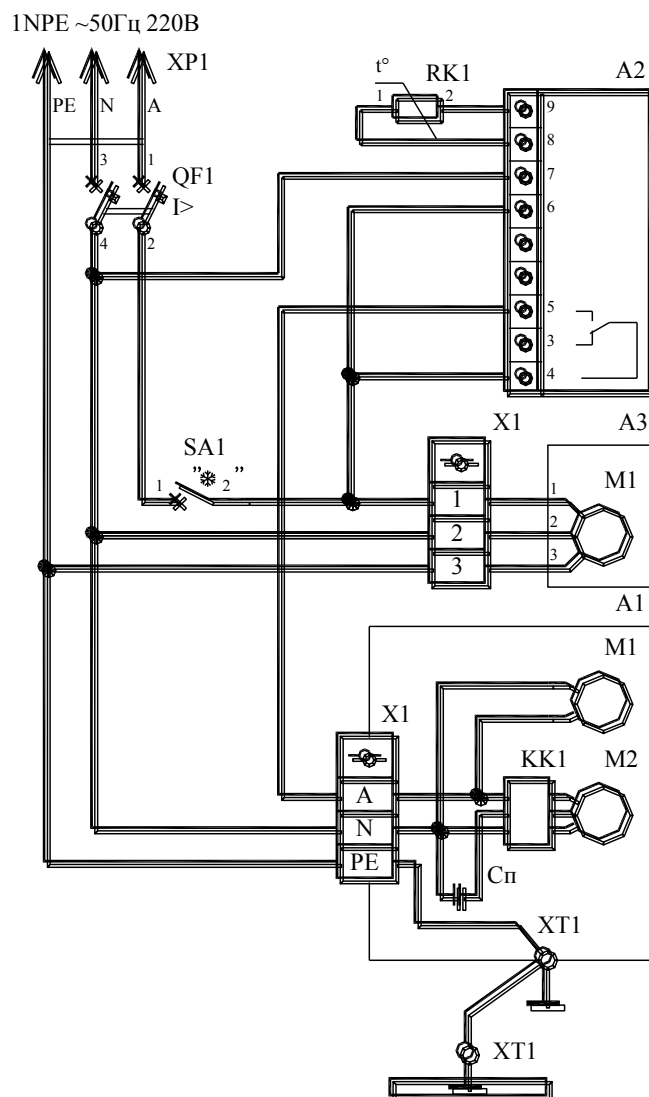 1NPE ~50Гц 220В
XP1
PE N A
t°
RK1
1 2
A2
9
8
7
6
5
3
4
3 1
QF1
I>
4 2
SA1
1 " " 2
X1
1
2
3
A3
M1
1
2
3
A1
M1
X1
A
N
PE
KK1
M2
Сп
XT1
XT1